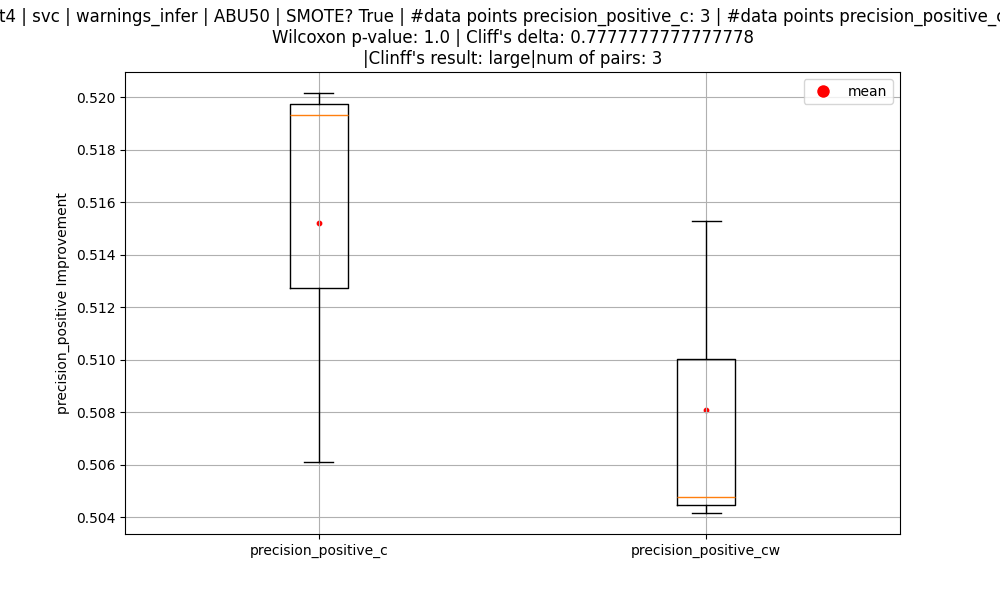 t4 | svc | warnings_infer | ABU50 | SMOTE? True | #data points precision_positive_c: 3 | #data points precision_positive_c
Wilcoxon p-value: 1.0 | Cliff's delta: 0.7777777777777778
|Clinff's result: large|num of pairs: 3
mean
0.520
0.518
0.516
0.514
0.512
0.510
0.508
0.506
0.504
precision_positive Improvement
precision_positive_c
precision_positive_cw